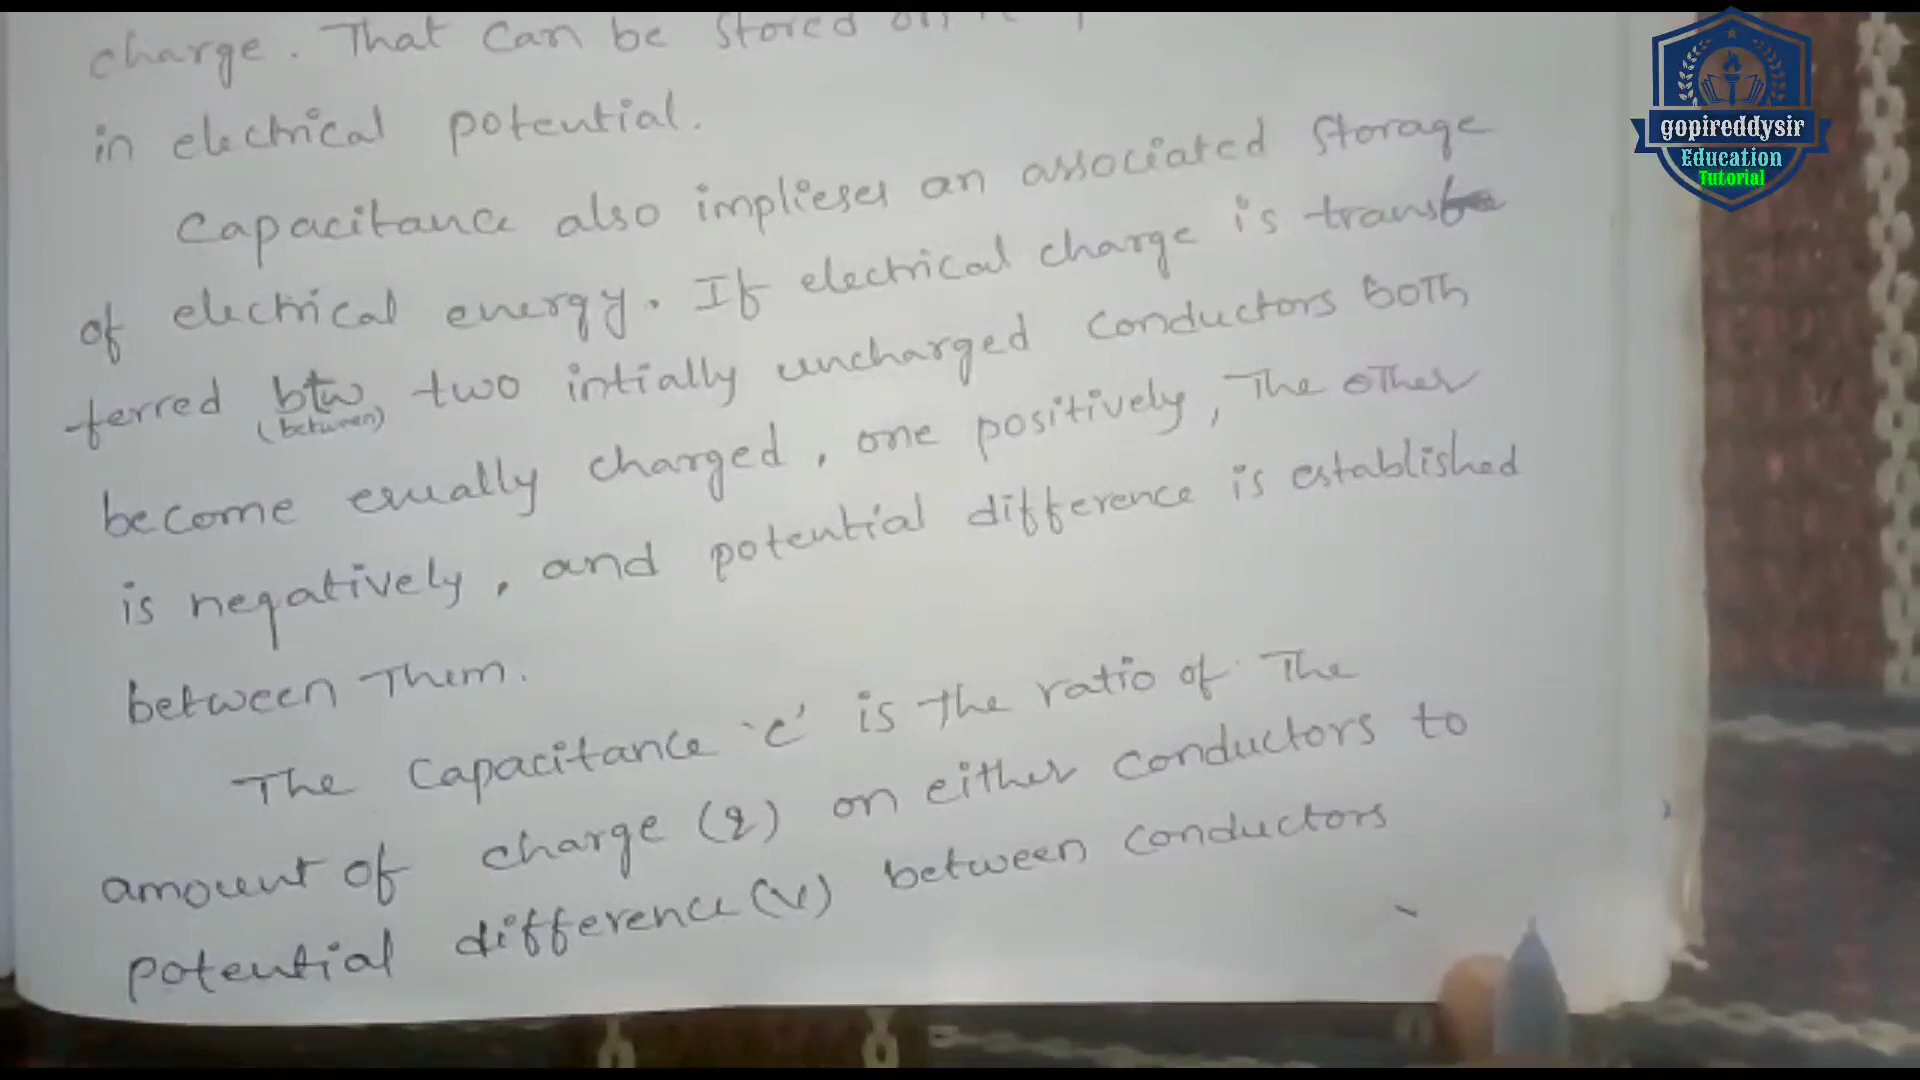 charge. That can be stored on
in electrical potential.
Capacitance also implieses an associated storage
of electrical energy. If electrical charge is trans
ferred btw two intially uncharged conductors both
(between)
become equally charged, one positively, The other
is negatively, and potential difference is established
between Them.
The Capacitance 'C' is the ratio of The
amount of charge (q) on either conductors to
potential difference (V) between conductors
gopireddysir
Education
Tutorial